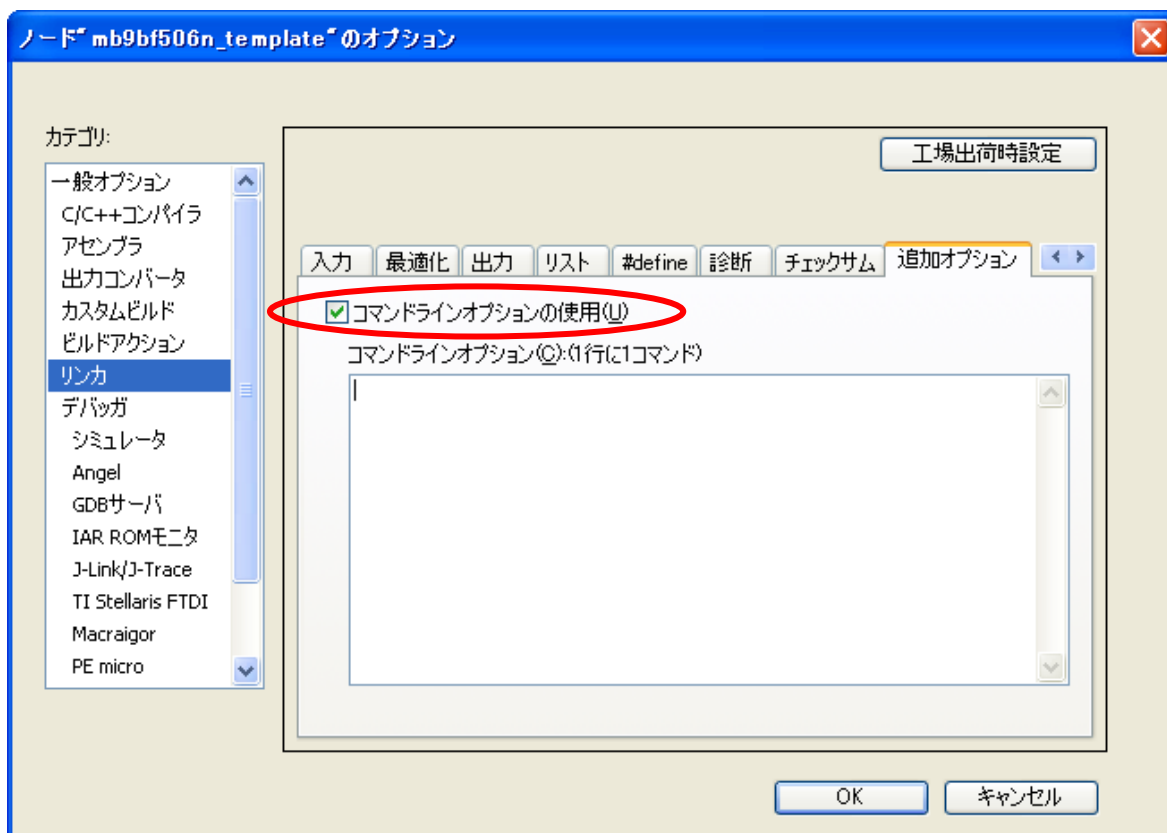 ノード"mb9bf506n_template"のオプション
カテゴリ:
工場出荷時設定
一般オプション
C/C++コンパイラ
アセンブラ
出力コンバータ
カスタムビルド
ビルドアクション
リンカ
デバッガ
シミュレータ
Angel
GDBサーバ
IAR ROMモニタ
J-Link/J-Trace
TI Stellaris FTDI
Macraigor
PE micro
入力 最適化 出力 リスト #define 診断 チェックサム 追加オプション
コマンドラインオプションの使用(U)
コマンドラインオプション(C):(1行に1コマンド)
OK キャンセル